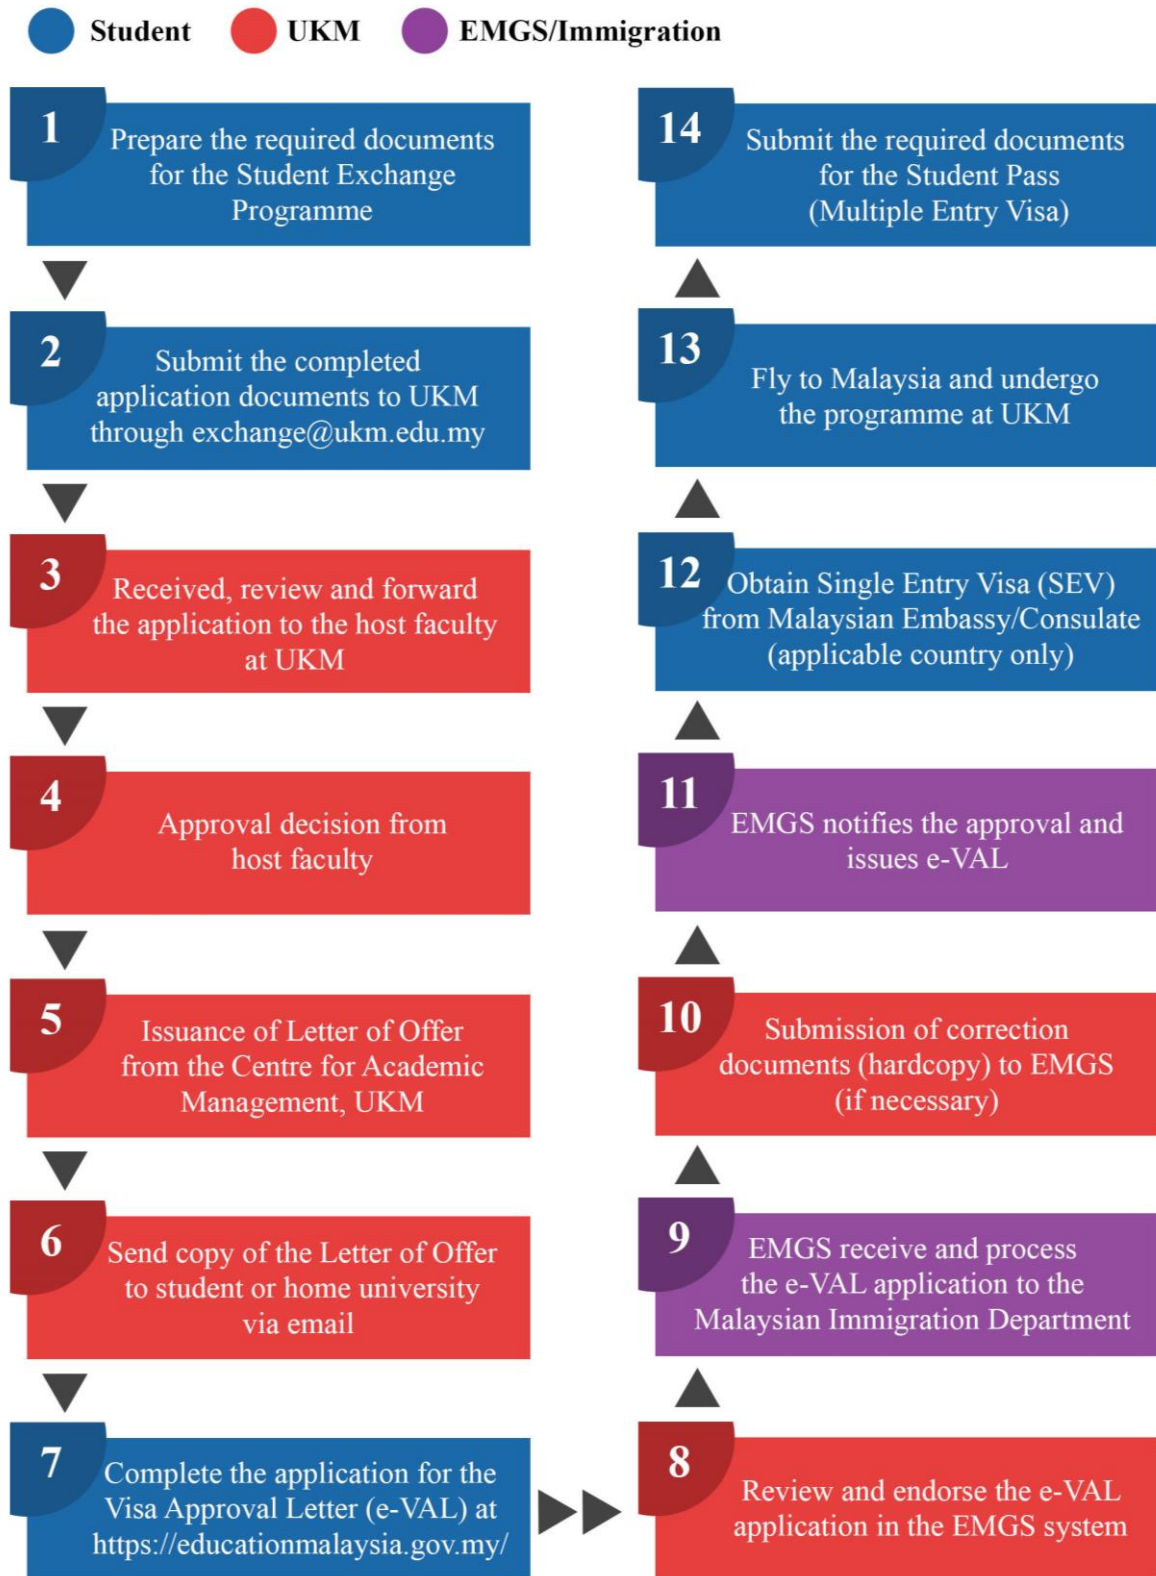 Student UKM EMGS/Immigration
1
Prepare the required documents
for the Student Exchange
Programme
2
Submit the completed
application documents to UKM
through exchange@ukm.edu.my
3
Received, review and forward
the application to the host faculty
at UKM
4
Approval decision from
host faculty
5
Issuance of Letter of Offer
from the Centre for Academic
Management, UKM
6
Send copy of the Letter of Offer
to student or home university
via email
7
Complete the application for the
Visa Approval Letter (e-VAL) at
https://educationmalaysia.gov.my/
8
Review and endorse the e-VAL
application in the EMGS system
9
EMGS receive and process
the e-VAL application to the
Malaysian Immigration Department
10
Submission of correction
documents (hardcopy) to EMGS
(if necessary)
11
EMGS notifies the approval and
issues e-VAL
12
Obtain Single Entry Visa (SEV)
from Malaysian Embassy/Consulate
(applicable country only)
13
Fly to Malaysia and undergo
the programme at UKM
14
Submit the required documents
for the Student Pass
(Multiple Entry Visa)